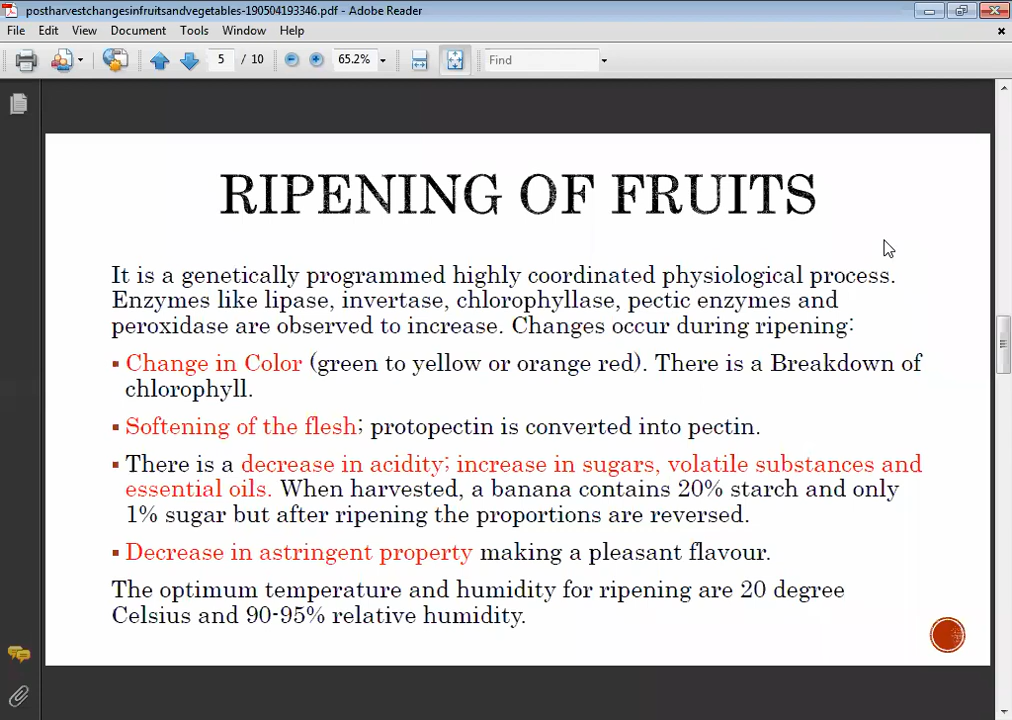 postharvestchangesinfruitsandvegetables-190504193346.pdf - Adobe Reader
File Edit View Document Tools Window Help
5 / 10 65.2% Find
RIPENING OF FRUITS
It is a genetically programmed highly coordinated physiological process.
Enzymes like lipase, invertase, chlorophyllase, pectic enzymes and
peroxidase are observed to increase. Changes occur during ripening:
▪ Change in Color (green to yellow or orange red). There is a Breakdown of
chlorophyll.
▪ Softening of the flesh; protopectin is converted into pectin.
▪ There is a decrease in acidity; increase in sugars, volatile substances and
essential oils. When harvested, a banana contains 20% starch and only
1% sugar but after ripening the proportions are reversed.
▪ Decrease in astringent property making a pleasant flavour.
The optimum temperature and humidity for ripening are 20 degree
Celsius and 90-95% relative humidity.